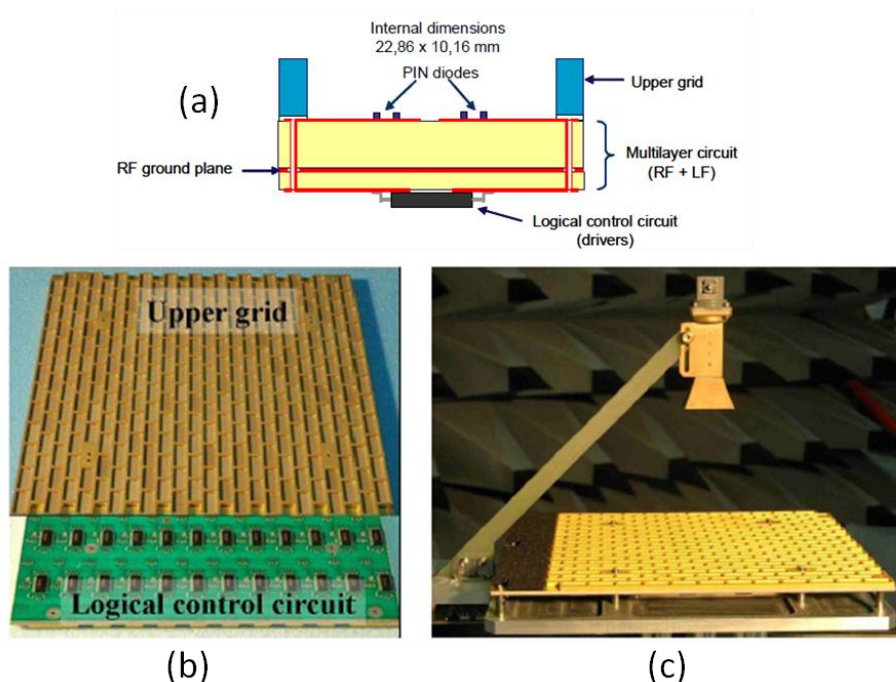 Internal dimensions
22,86 x 10,16 mm
PIN diodes
Upper grid
(a)
RF ground plane
Multilayer circuit
(RF + LF)
Logical control circuit
(drivers)
Upper grid
Logical control circuit
(b)
(c)